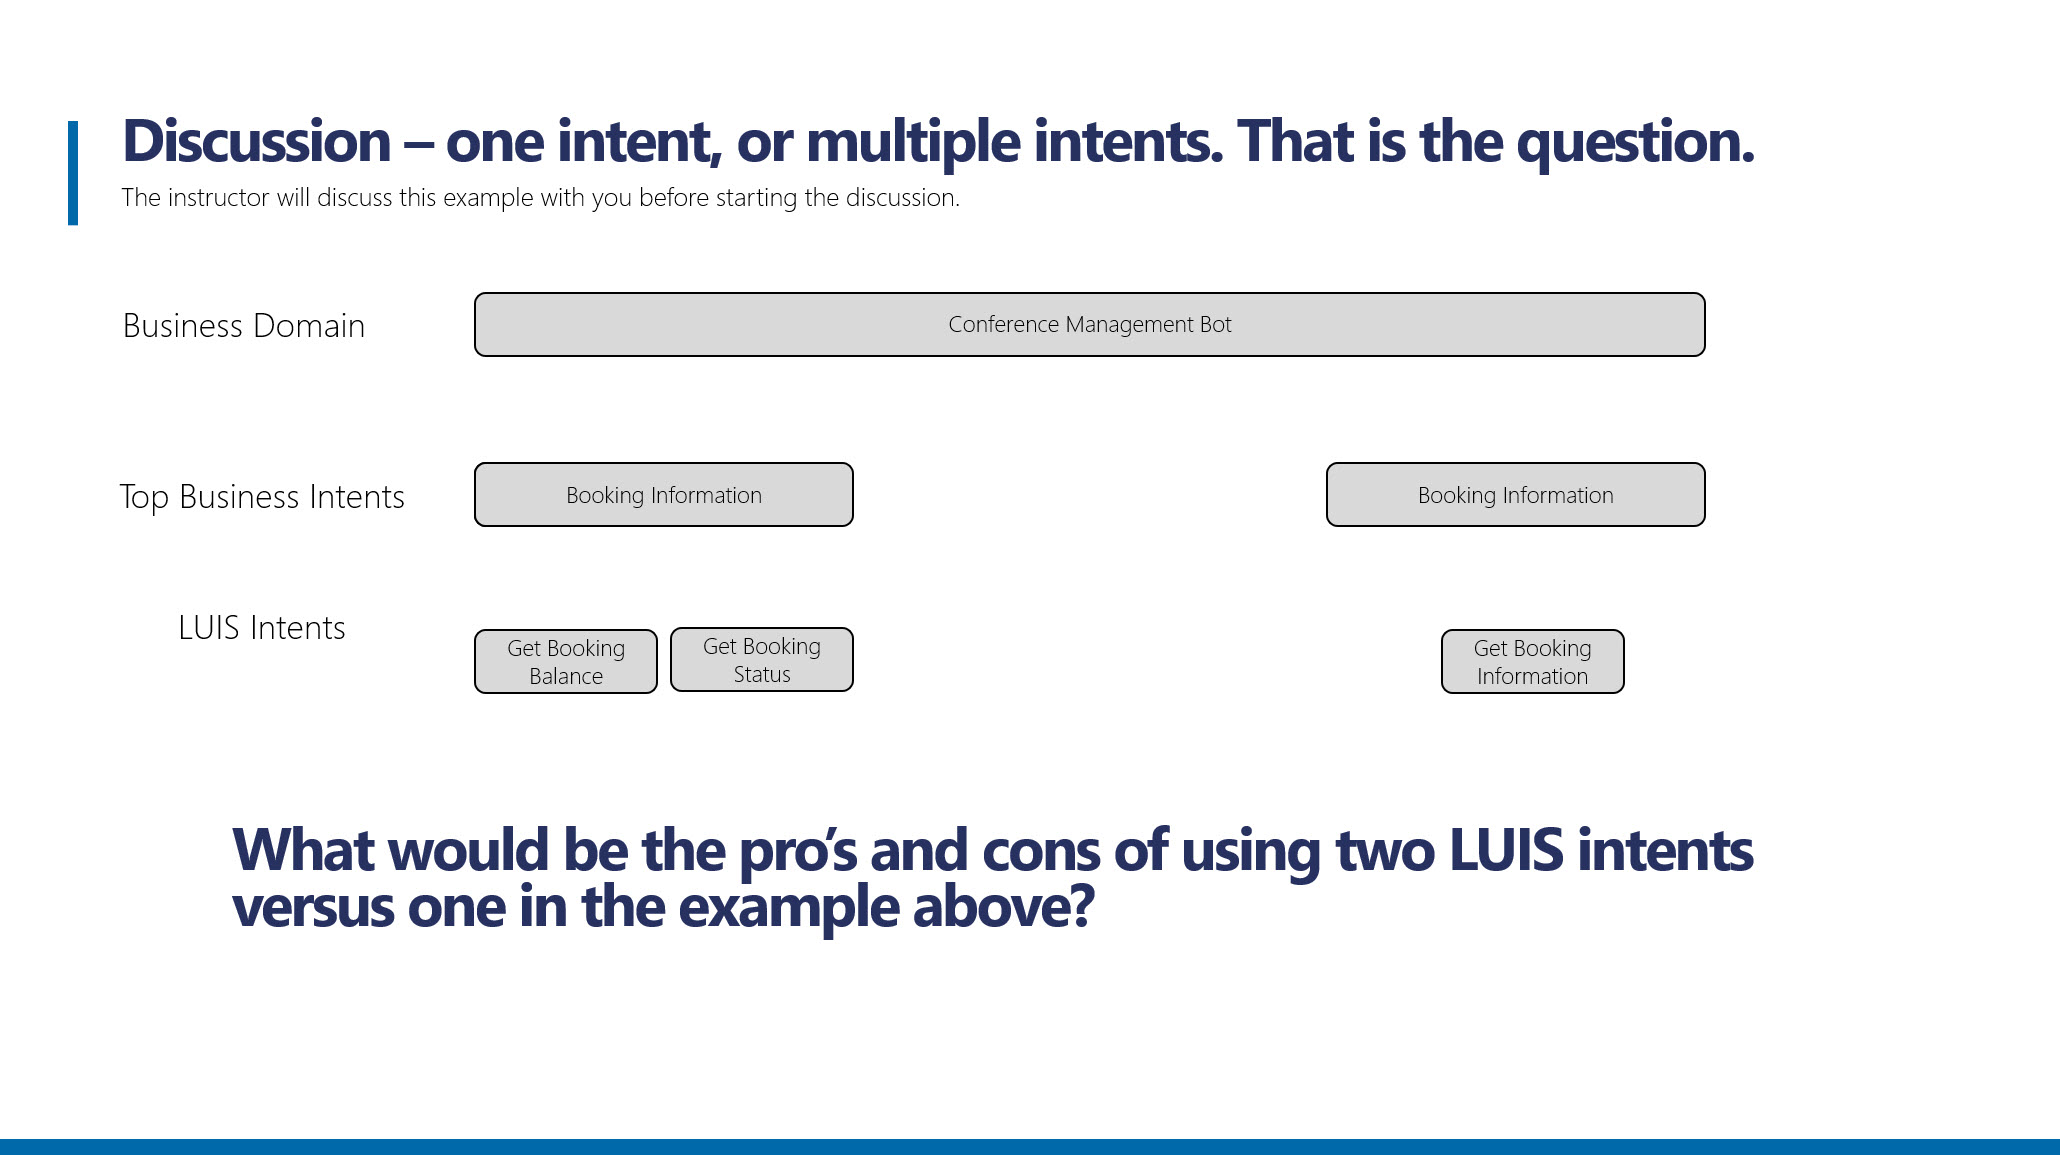 Discussion – one intent, or multiple intents. That is the question.
The instructor will discuss this example with you before starting the discussion.
Business Domain
Conference Management Bot
Top Business Intents
Booking Information
Booking Information
LUIS Intents
Get Booking
Balance
Get Booking
Status
Get Booking
Information
What would be the pro’s and cons of using two LUIS intents
versus one in the example above?